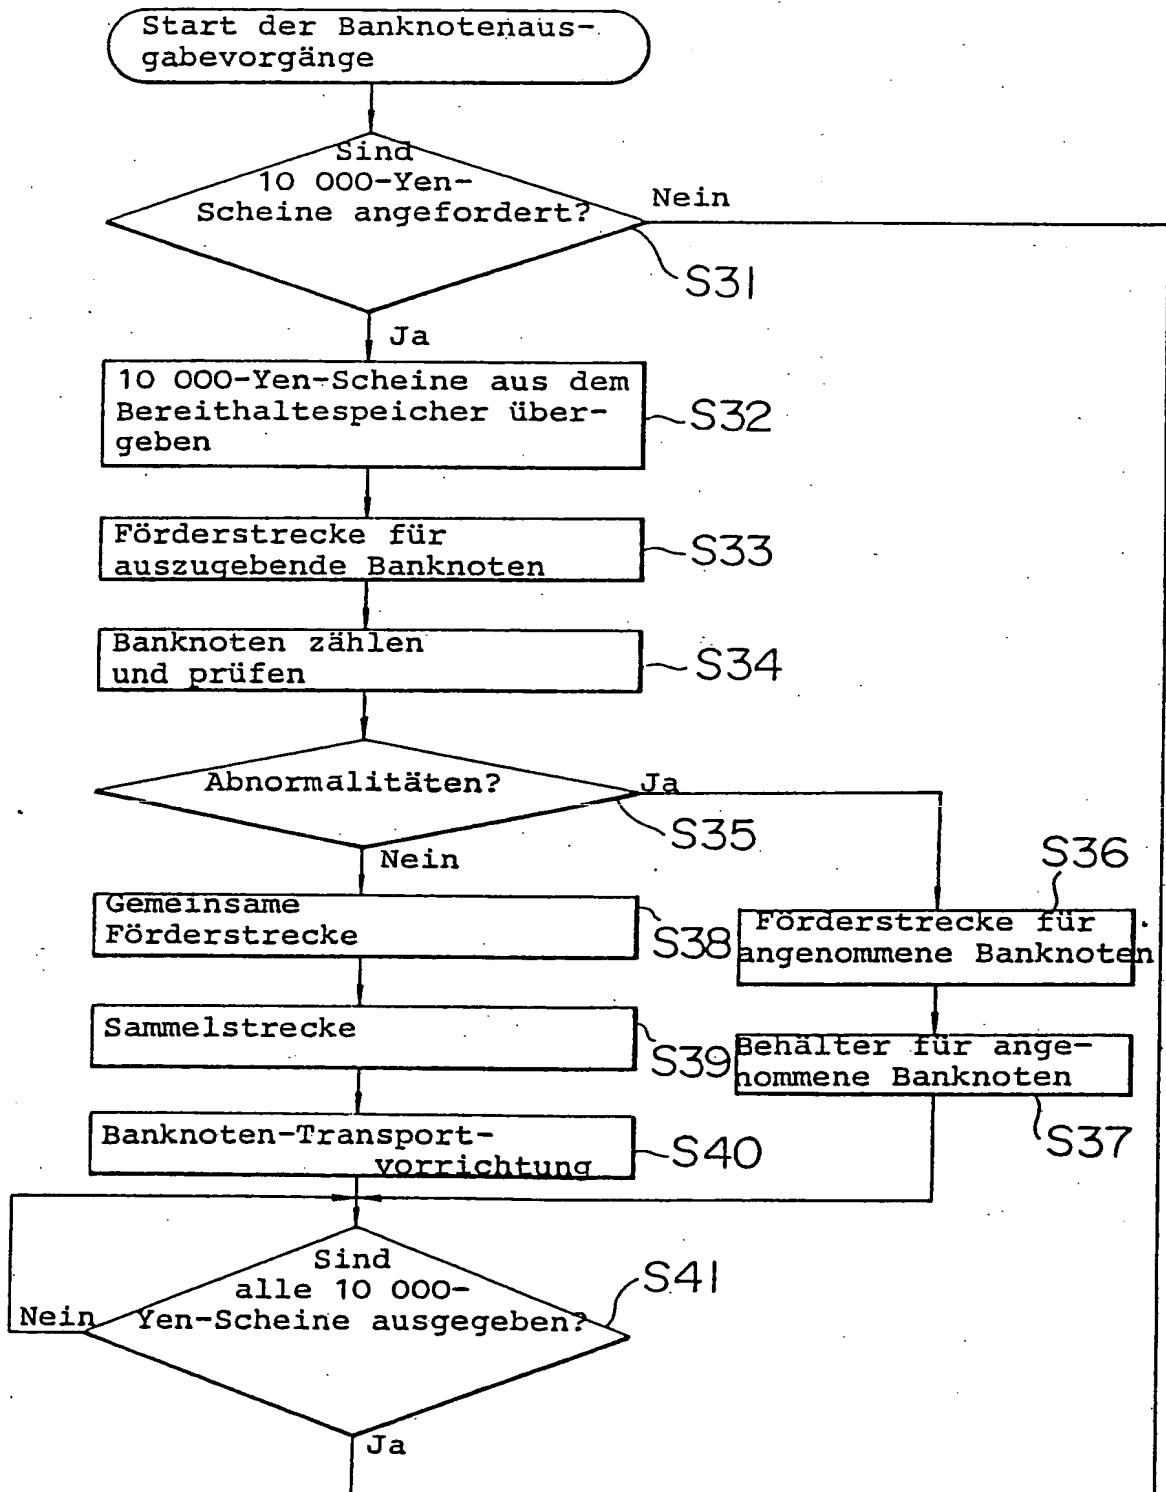 Start der Banknotenaus-
gabevorgänge
Sind
10 000-Yen-
Scheine angefordert?
Nein
S31
Ja
10 000-Yen-Scheine aus dem
Bereithaltespeicher über-
geben
S32
Förderstrecke für
auszugebende Banknoten
S33
Banknoten zählen
und prüfen
S34
Abnormalitäten?
Ja
S35
Nein
S36
Gemeinsame
Förderstrecke
S38
Förderstrecke für
angenommene Banknoten
Sammelstrecke
S39
Behälter für ange-
nommene Banknoten
S37
Banknoten-Transport-
vorrichtung
S40
Sind
alle 10 000-
Yen-Scheine ausgegeben?
S41
Nein
Ja